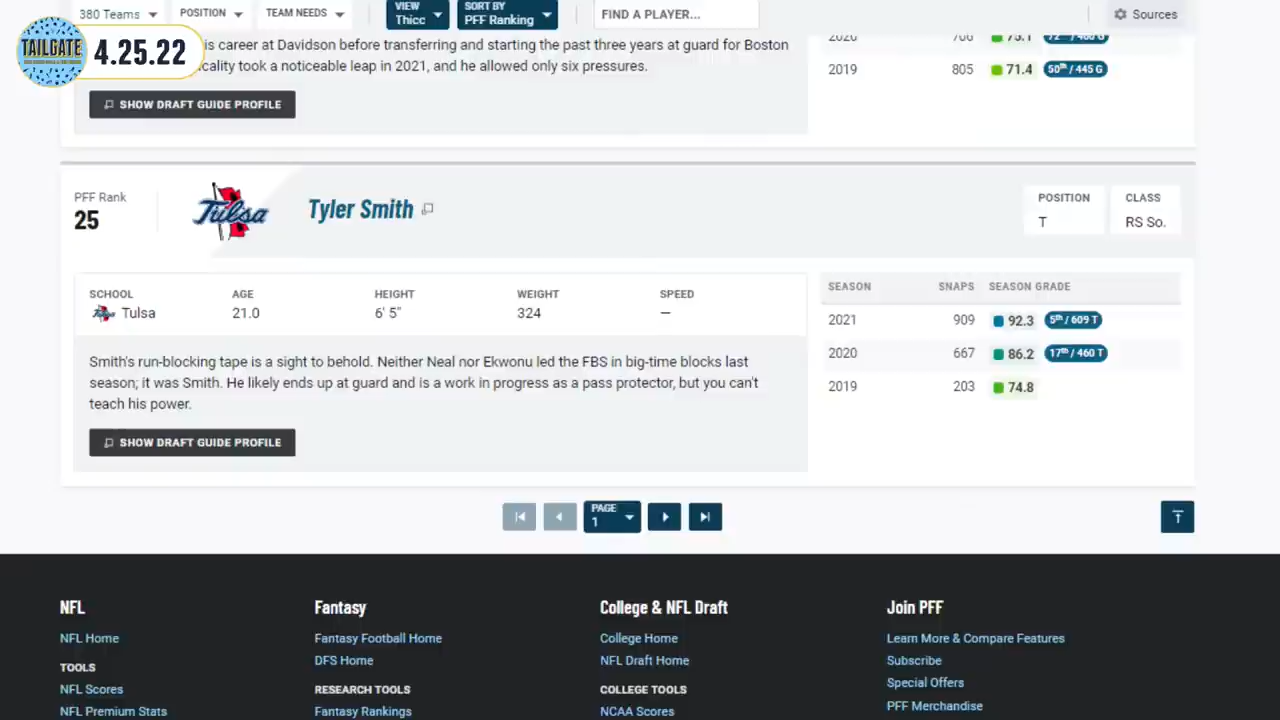 380 Teams
POSITION
TEAM NEEDS
VIEW
Thicc
SORT BY
PFF Ranking
FIND A PLAYER...
Sources
TAILGATE
4.25.22
is career at Davidson before transferring and starting the past three years at guard for Boston
icality took a noticeable leap in 2021, and he allowed only six pressures.
SHOW DRAFT GUIDE PROFILE
2020 706 75.1
2019 805 71.4 50th / 445 G
PFF Rank
25
Tulsa
Tyler Smith
POSITION
T
CLASS
RS So.
SCHOOL AGE HEIGHT WEIGHT SPEED
Tulsa 21.0 6' 5" 324 —
Smith's run-blocking tape is a sight to behold. Neither Neal nor Ekwonu led the FBS in big-time blocks last
season; it was Smith. He likely ends up at guard and is a work in progress as a pass protector, but you can't
teach his power.
SHOW DRAFT GUIDE PROFILE
SEASON SNAPS SEASON GRADE
2021 909 92.3 5th / 609 T
2020 667 86.2 17th / 460 T
2019 203 74.8
PAGE
1
NFL
NFL Home
TOOLS
NFL Scores
NFL Premium Stats
Fantasy
Fantasy Football Home
DFS Home
RESEARCH TOOLS
Fantasy Rankings
College & NFL Draft
College Home
NFL Draft Home
COLLEGE TOOLS
NCAA Scores
Join PFF
Learn More & Compare Features
Subscribe
Special Offers
PFF Merchandise